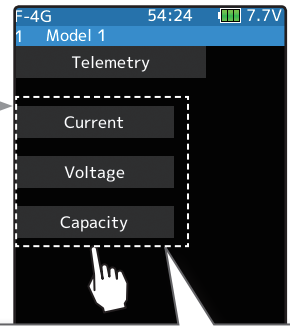 F-4G 54:24 7.7V
1 Model 1
Telemetry
Current
Voltage
Capacity